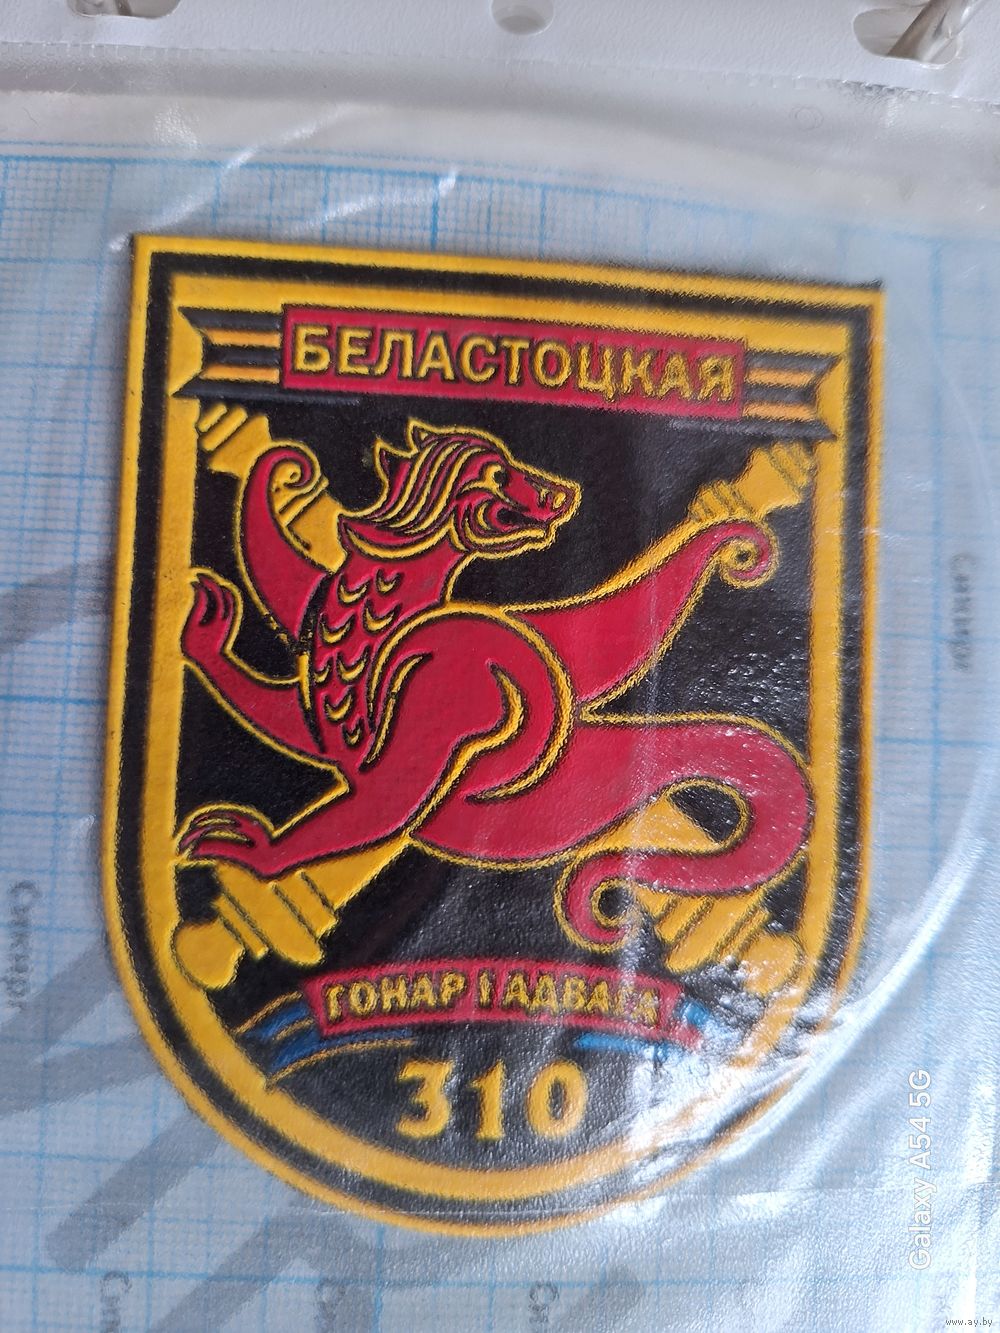 БЕЛАСТОЦКАЯ
ГОНАР І АДВАГА
310
Galaxy A54 5G
www.ay.by